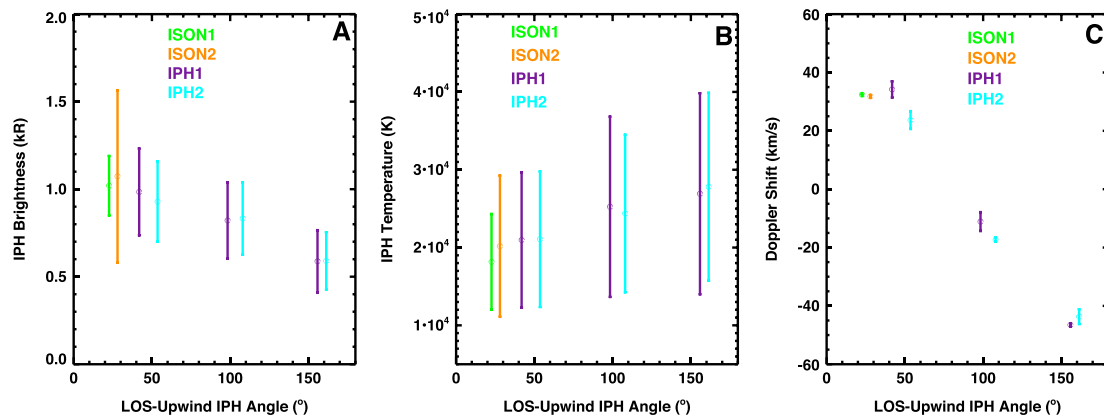 A
ISON1
ISON2
IPH1
IPH2
2.0
1.5
1.0
0.5
0.0
IPH Brightness (kR)
0
50
100
150
LOS-Upwind IPH Angle (°)
B
ISON1
ISON2
IPH1
IPH2
5•10⁴
4•10⁴
3•10⁴
2•10⁴
1•10⁴
IPH Temperature (K)
0
50
100
150
LOS-Upwind IPH Angle (°)
C
ISON1
ISON2
IPH1
IPH2
60
40
20
0
-20
-40
-60
Doppler Shift (km/s)
0
50
100
150
LOS-Upwind IPH Angle (°)